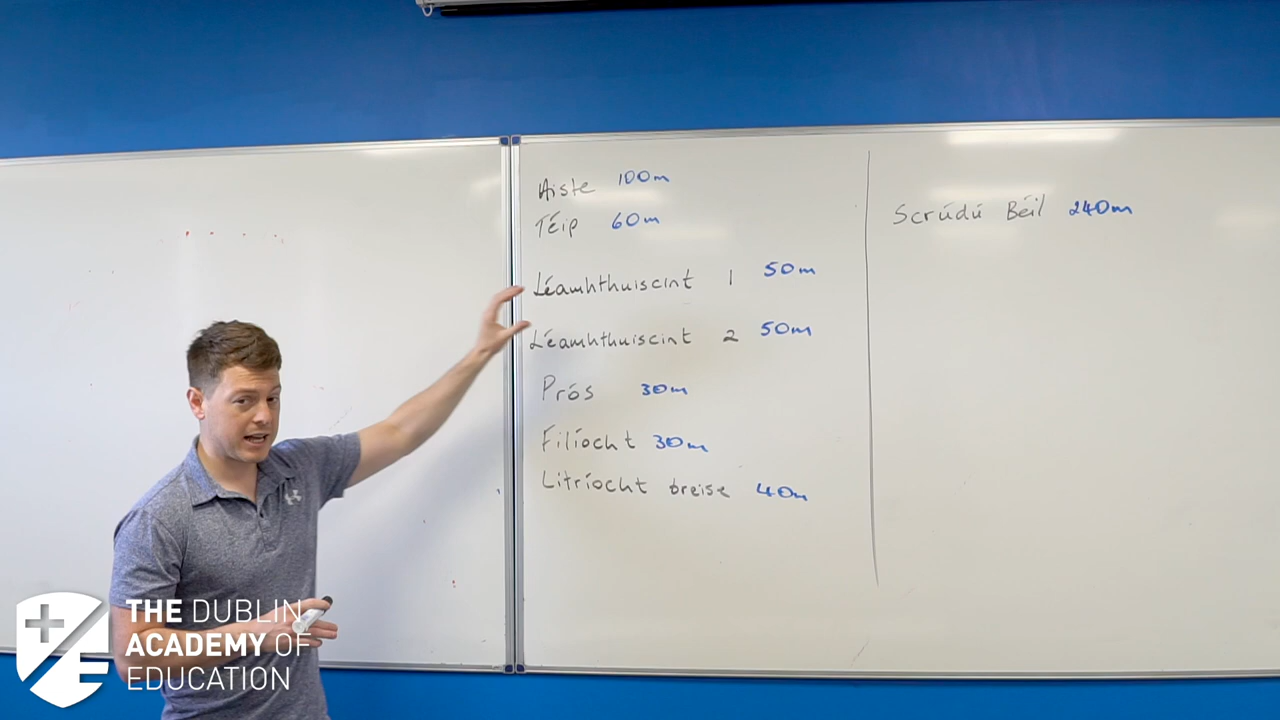 Aiste 100m
Téip 60m
Léamhthuiscint 1 50m
Léamhthuiscint 2 50m
Prós 30m
Filíocht 30m
Litríocht breise 40m
Scrúdú Béil 240m
THE DUBLIN
ACADEMY OF
EDUCATION